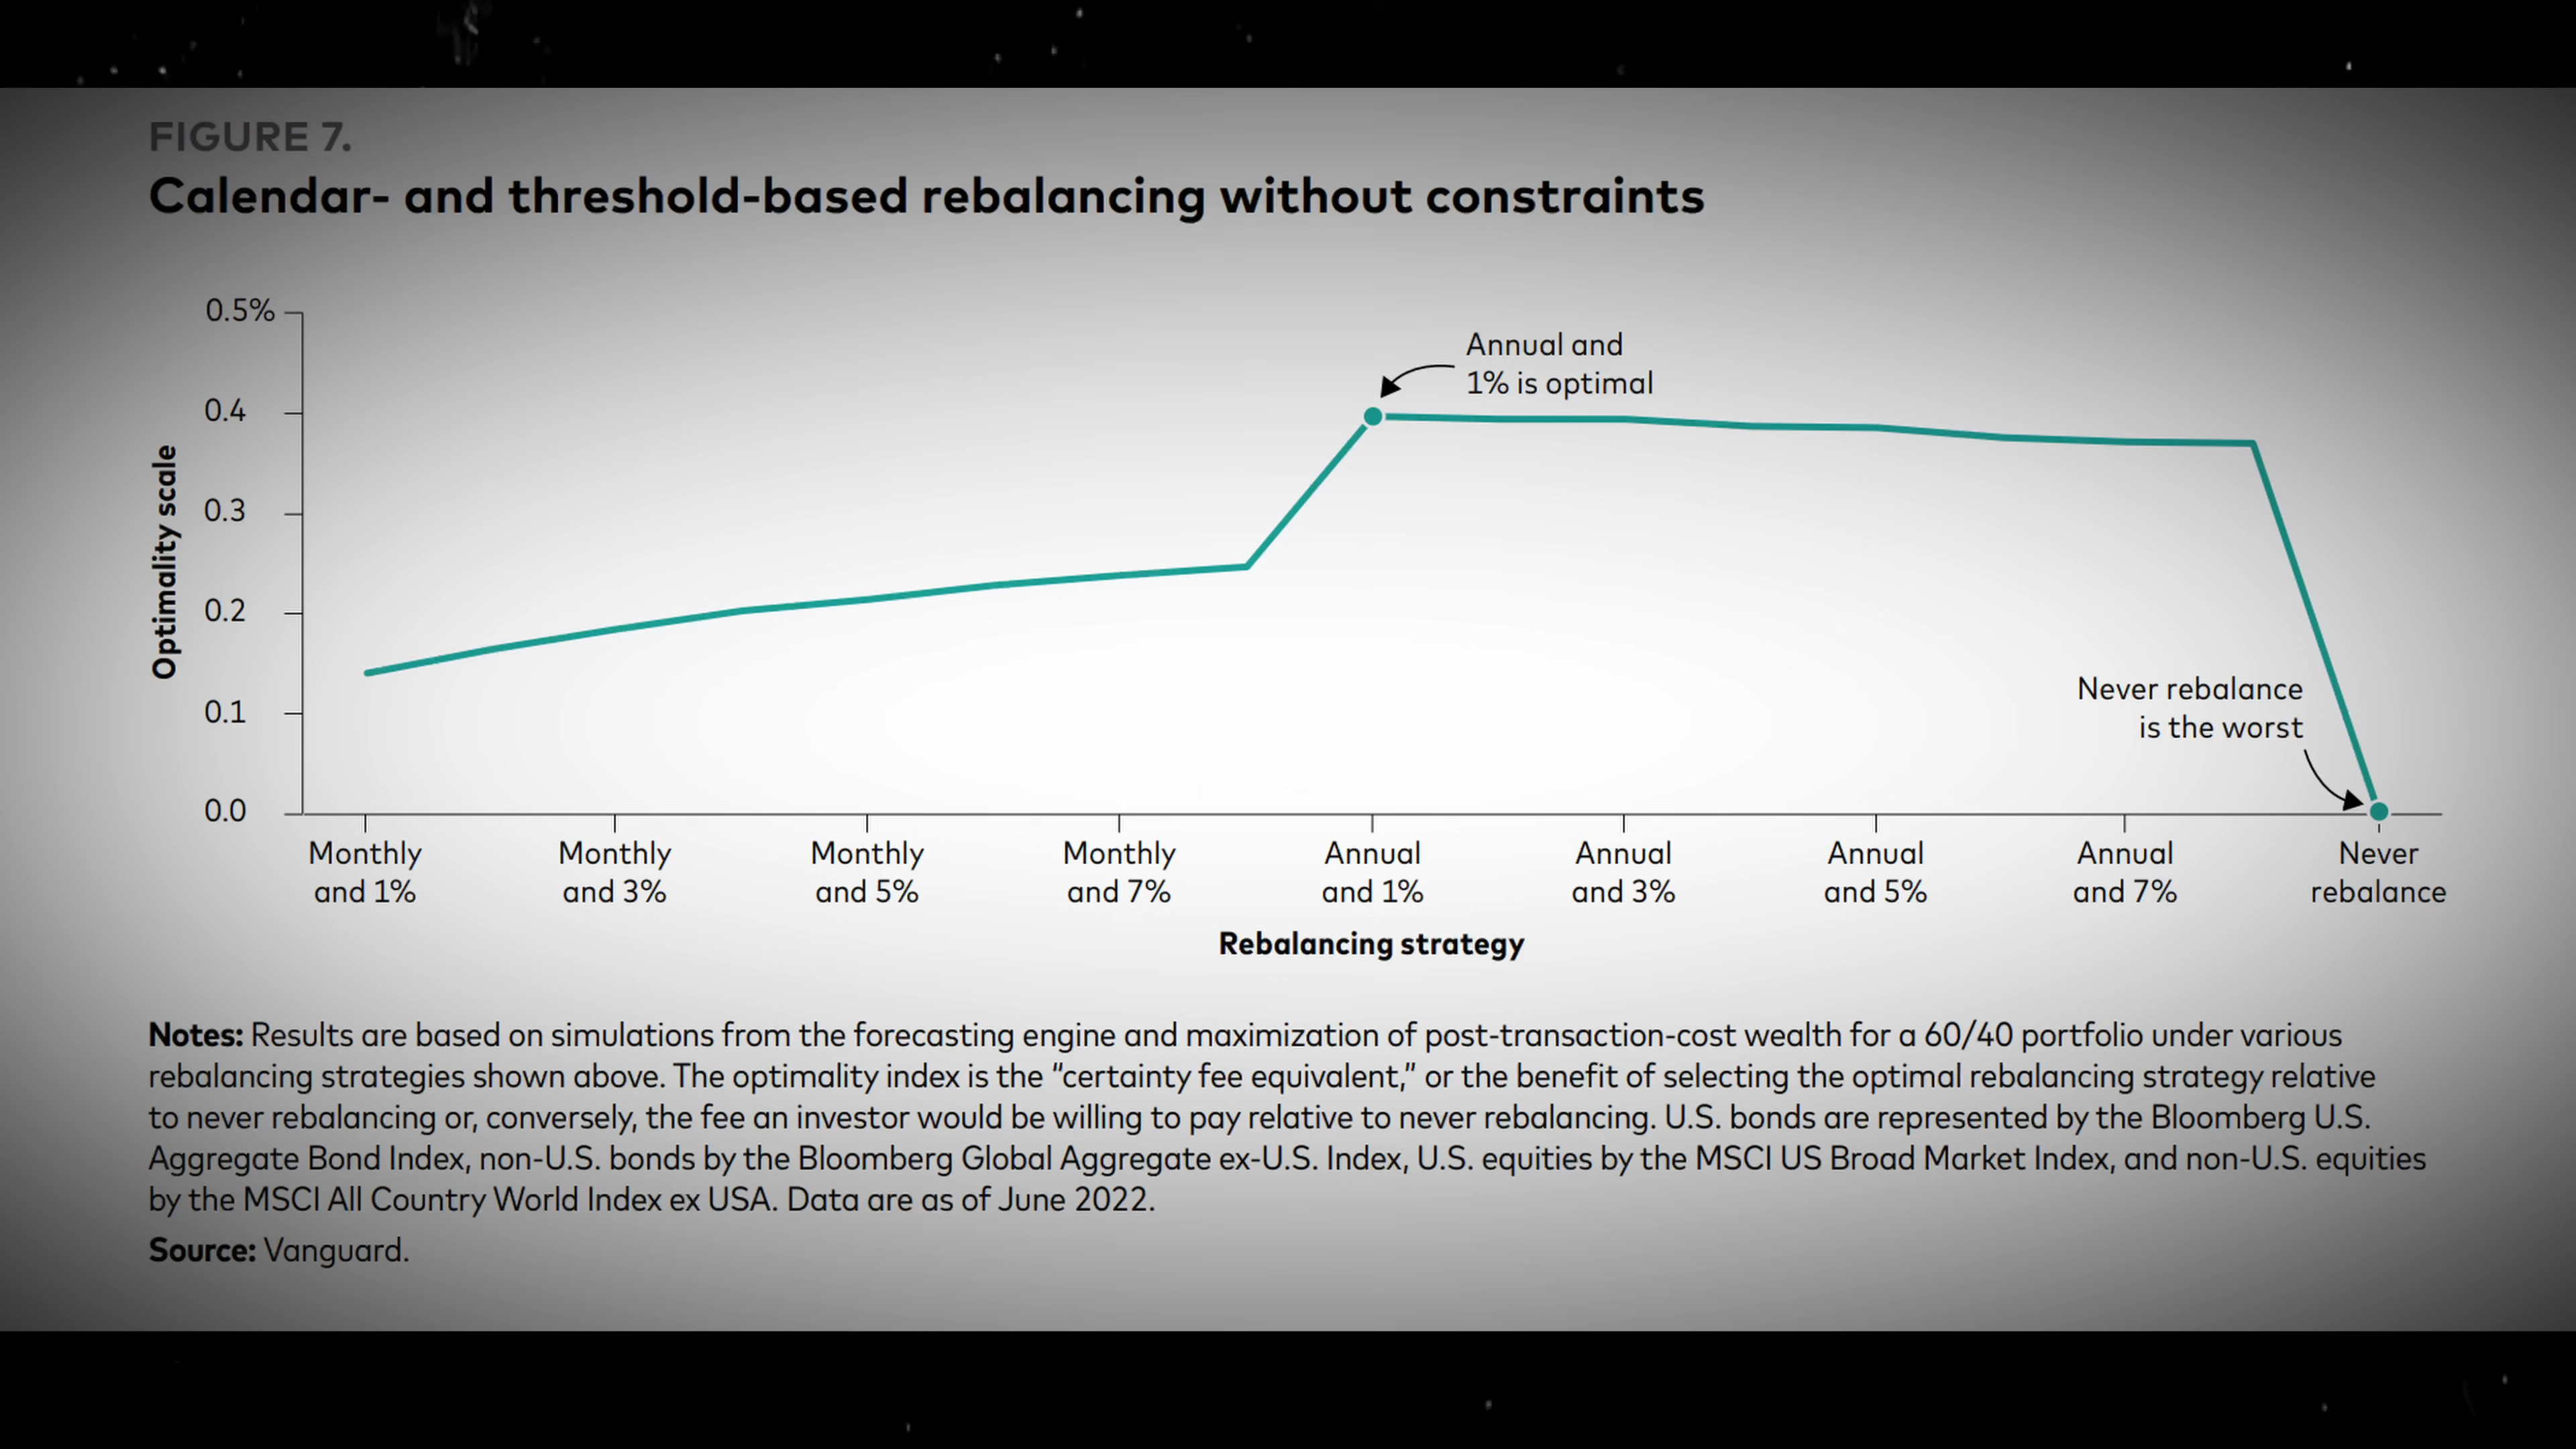 FIGURE 7.
Calendar- and threshold-based rebalancing without constraints
0.5%
0.4
0.3
0.2
0.1
0.0
Optimality scale
Annual and
1% is optimal
Never rebalance
is the worst
Monthly
and 1%
Monthly
and 3%
Monthly
and 5%
Monthly
and 7%
Annual
and 1%
Annual
and 3%
Annual
and 5%
Annual
and 7%
Never
rebalance
Rebalancing strategy
Notes: Results are based on simulations from the forecasting engine and maximization of post-transaction-cost wealth for a 60/40 portfolio under various
rebalancing strategies shown above. The optimality index is the “certainty fee equivalent,” or the benefit of selecting the optimal rebalancing strategy relative
to never rebalancing or, conversely, the fee an investor would be willing to pay relative to never rebalancing. U.S. bonds are represented by the Bloomberg U.S.
Aggregate Bond Index, non-U.S. bonds by the Bloomberg Global Aggregate ex-U.S. Index, U.S. equities by the MSCI US Broad Market Index, and non-U.S. equities
by the MSCI All Country World Index ex USA. Data are as of June 2022.
Source: Vanguard.